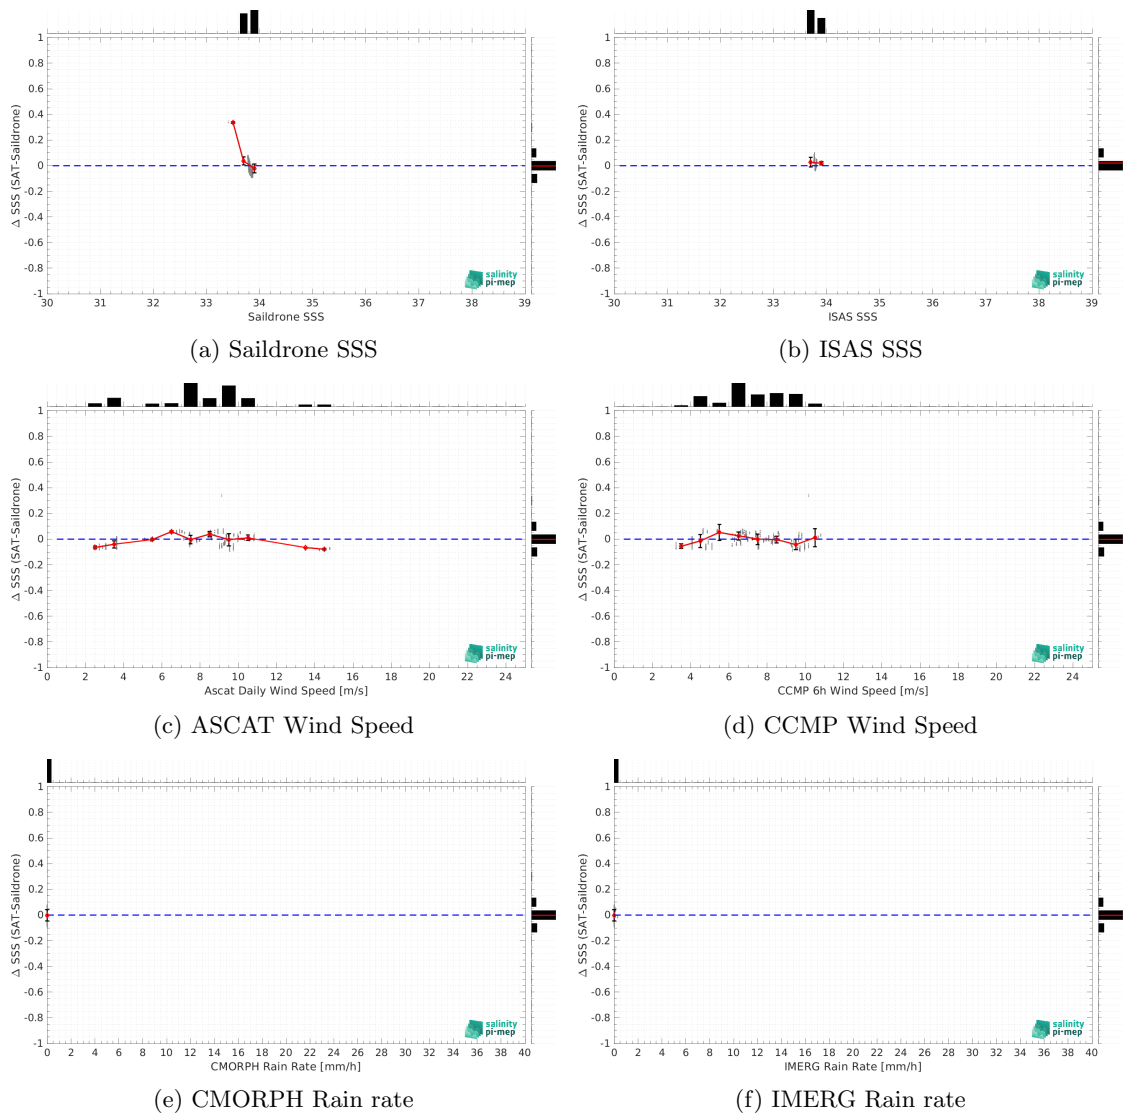 1
0.8
0.6
0.4
0.2
0
-0.2
-0.4
-0.6
-0.8
-1
Δ SSS (SAT-Saildrone)
30 31 32 33 34 35 36 37 38 39
Saildrone SSS
salinity
pi-mep
(a) Saildrone SSS
1
0.8
0.6
0.4
0.2
0
-0.2
-0.4
-0.6
-0.8
-1
Δ SSS (SAT-Saildrone)
30 31 32 33 34 35 36 37 38 39
ISAS SSS
salinity
pi-mep
(b) ISAS SSS
1
0.8
0.6
0.4
0.2
0
-0.2
-0.4
-0.6
-0.8
-1
Δ SSS (SAT-Saildrone)
0 2 4 6 8 10 12 14 16 18 20 22 24
Ascat Daily Wind Speed [m/s]
salinity
pi-mep
(c) ASCAT Wind Speed
1
0.8
0.6
0.4
0.2
0
-0.2
-0.4
-0.6
-0.8
-1
Δ SSS (SAT-Saildrone)
0 2 4 6 8 10 12 14 16 18 20 22 24
CCMP 6h Wind Speed [m/s]
salinity
pi-mep
(d) CCMP Wind Speed
1
0.8
0.6
0.4
0.2
0
-0.2
-0.4
-0.6
-0.8
-1
Δ SSS (SAT-Saildrone)
0 2 4 6 8 10 12 14 16 18 20 22 24 26 28 30 32 34 36 38 40
CMORPH Rain Rate [mm/h]
salinity
pi-mep
(e) CMORPH Rain rate
1
0.8
0.6
0.4
0.2
0
-0.2
-0.4
-0.6
-0.8
-1
Δ SSS (SAT-Saildrone)
0 2 4 6 8 10 12 14 16 18 20 22 24 26 28 30 32 34 36 38 40
IMERG Rain Rate [mm/h]
salinity
pi-mep
(f) IMERG Rain rate